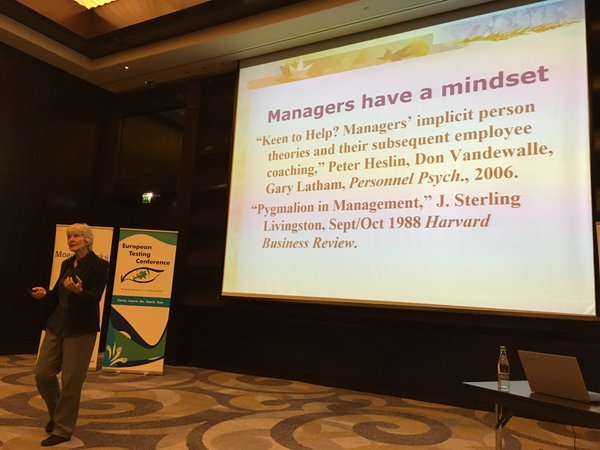 Managers have a mindset
"Keen to Help? Managers' implicit person
theories and their subsequent employee
coaching," Peter Heslin, Don Vandewalle,
Gary Latham, Personnel Psych., 2006.
"Pygmalion in Management," J. Sterling
Livingston, Sept/Oct 1988 Harvard
Business Review.
European
Testing
Conference